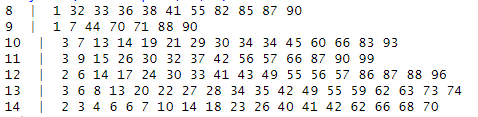 8 | 1 32 33 36 38 41 55 82 85 87 90
9 | 1 7 44 70 71 88 90
10 | 3 7 13 14 19 21 29 30 34 34 45 60 66 83 93
11 | 3 9 15 26 30 32 37 42 56 57 66 87 90 99
12 | 2 6 14 17 24 30 33 41 43 49 55 56 57 86 87 88 96
13 | 3 6 8 13 20 22 27 28 34 35 42 49 55 59 62 63 73 74
14 | 2 3 4 6 6 7 10 14 18 23 26 40 41 42 62 66 68 70